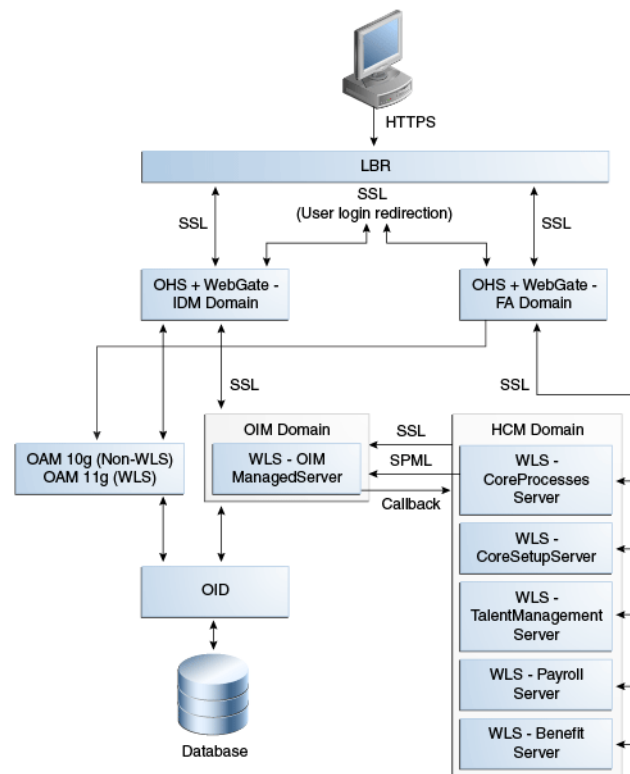 HTTPS
LBR
SSL
(User login redirection)
SSL
SSL
OHS + WebGate -
IDM Domain
OHS + WebGate -
FA Domain
SSL
SSL
OAM 10g (Non-WLS)
OAM 11g (WLS)
OIM Domain
WLS - OIM
ManagedServer
SSL
SPML
Callback
HCM Domain
WLS -
CoreProcesses
Server
WLS -
CoreSetupServer
WLS -
TalentManagement
Server
WLS - Payroll
Server
WLS - Benefit
Server
OID
Database